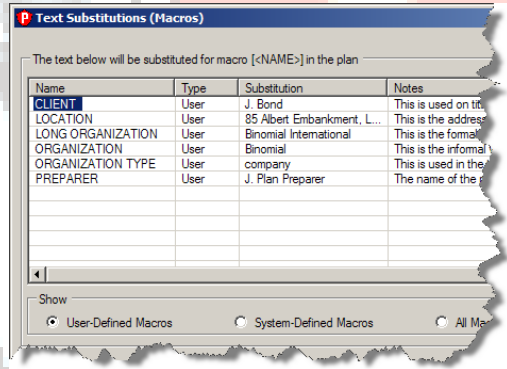 Text Substitutions (Macros)
The text below will be substituted for macro [<NAME>] in the plan
Name Type Substitution Notes
CLIENT User J. Bond This is used on
LOCATION User 85 Albert Embankment, L... This is the address
LONG ORGANIZATION User Binomial International This is the
ORGANIZATION User Binomial This is the informal
ORGANIZATION TYPE User company This is used in the
PREPARER User J. Plan Preparer The name of the
Show
User-Defined Macros System-Defined Macros All